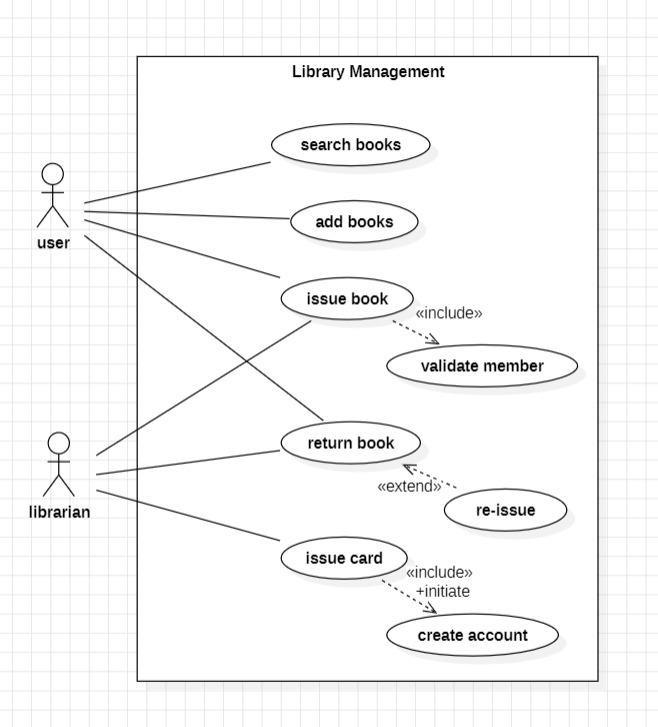 Library Management
search books
add books
user
issue book
«include»
validate member
return book
«extend»
re-issue
librarian
issue card
«include»
+initiate
create account